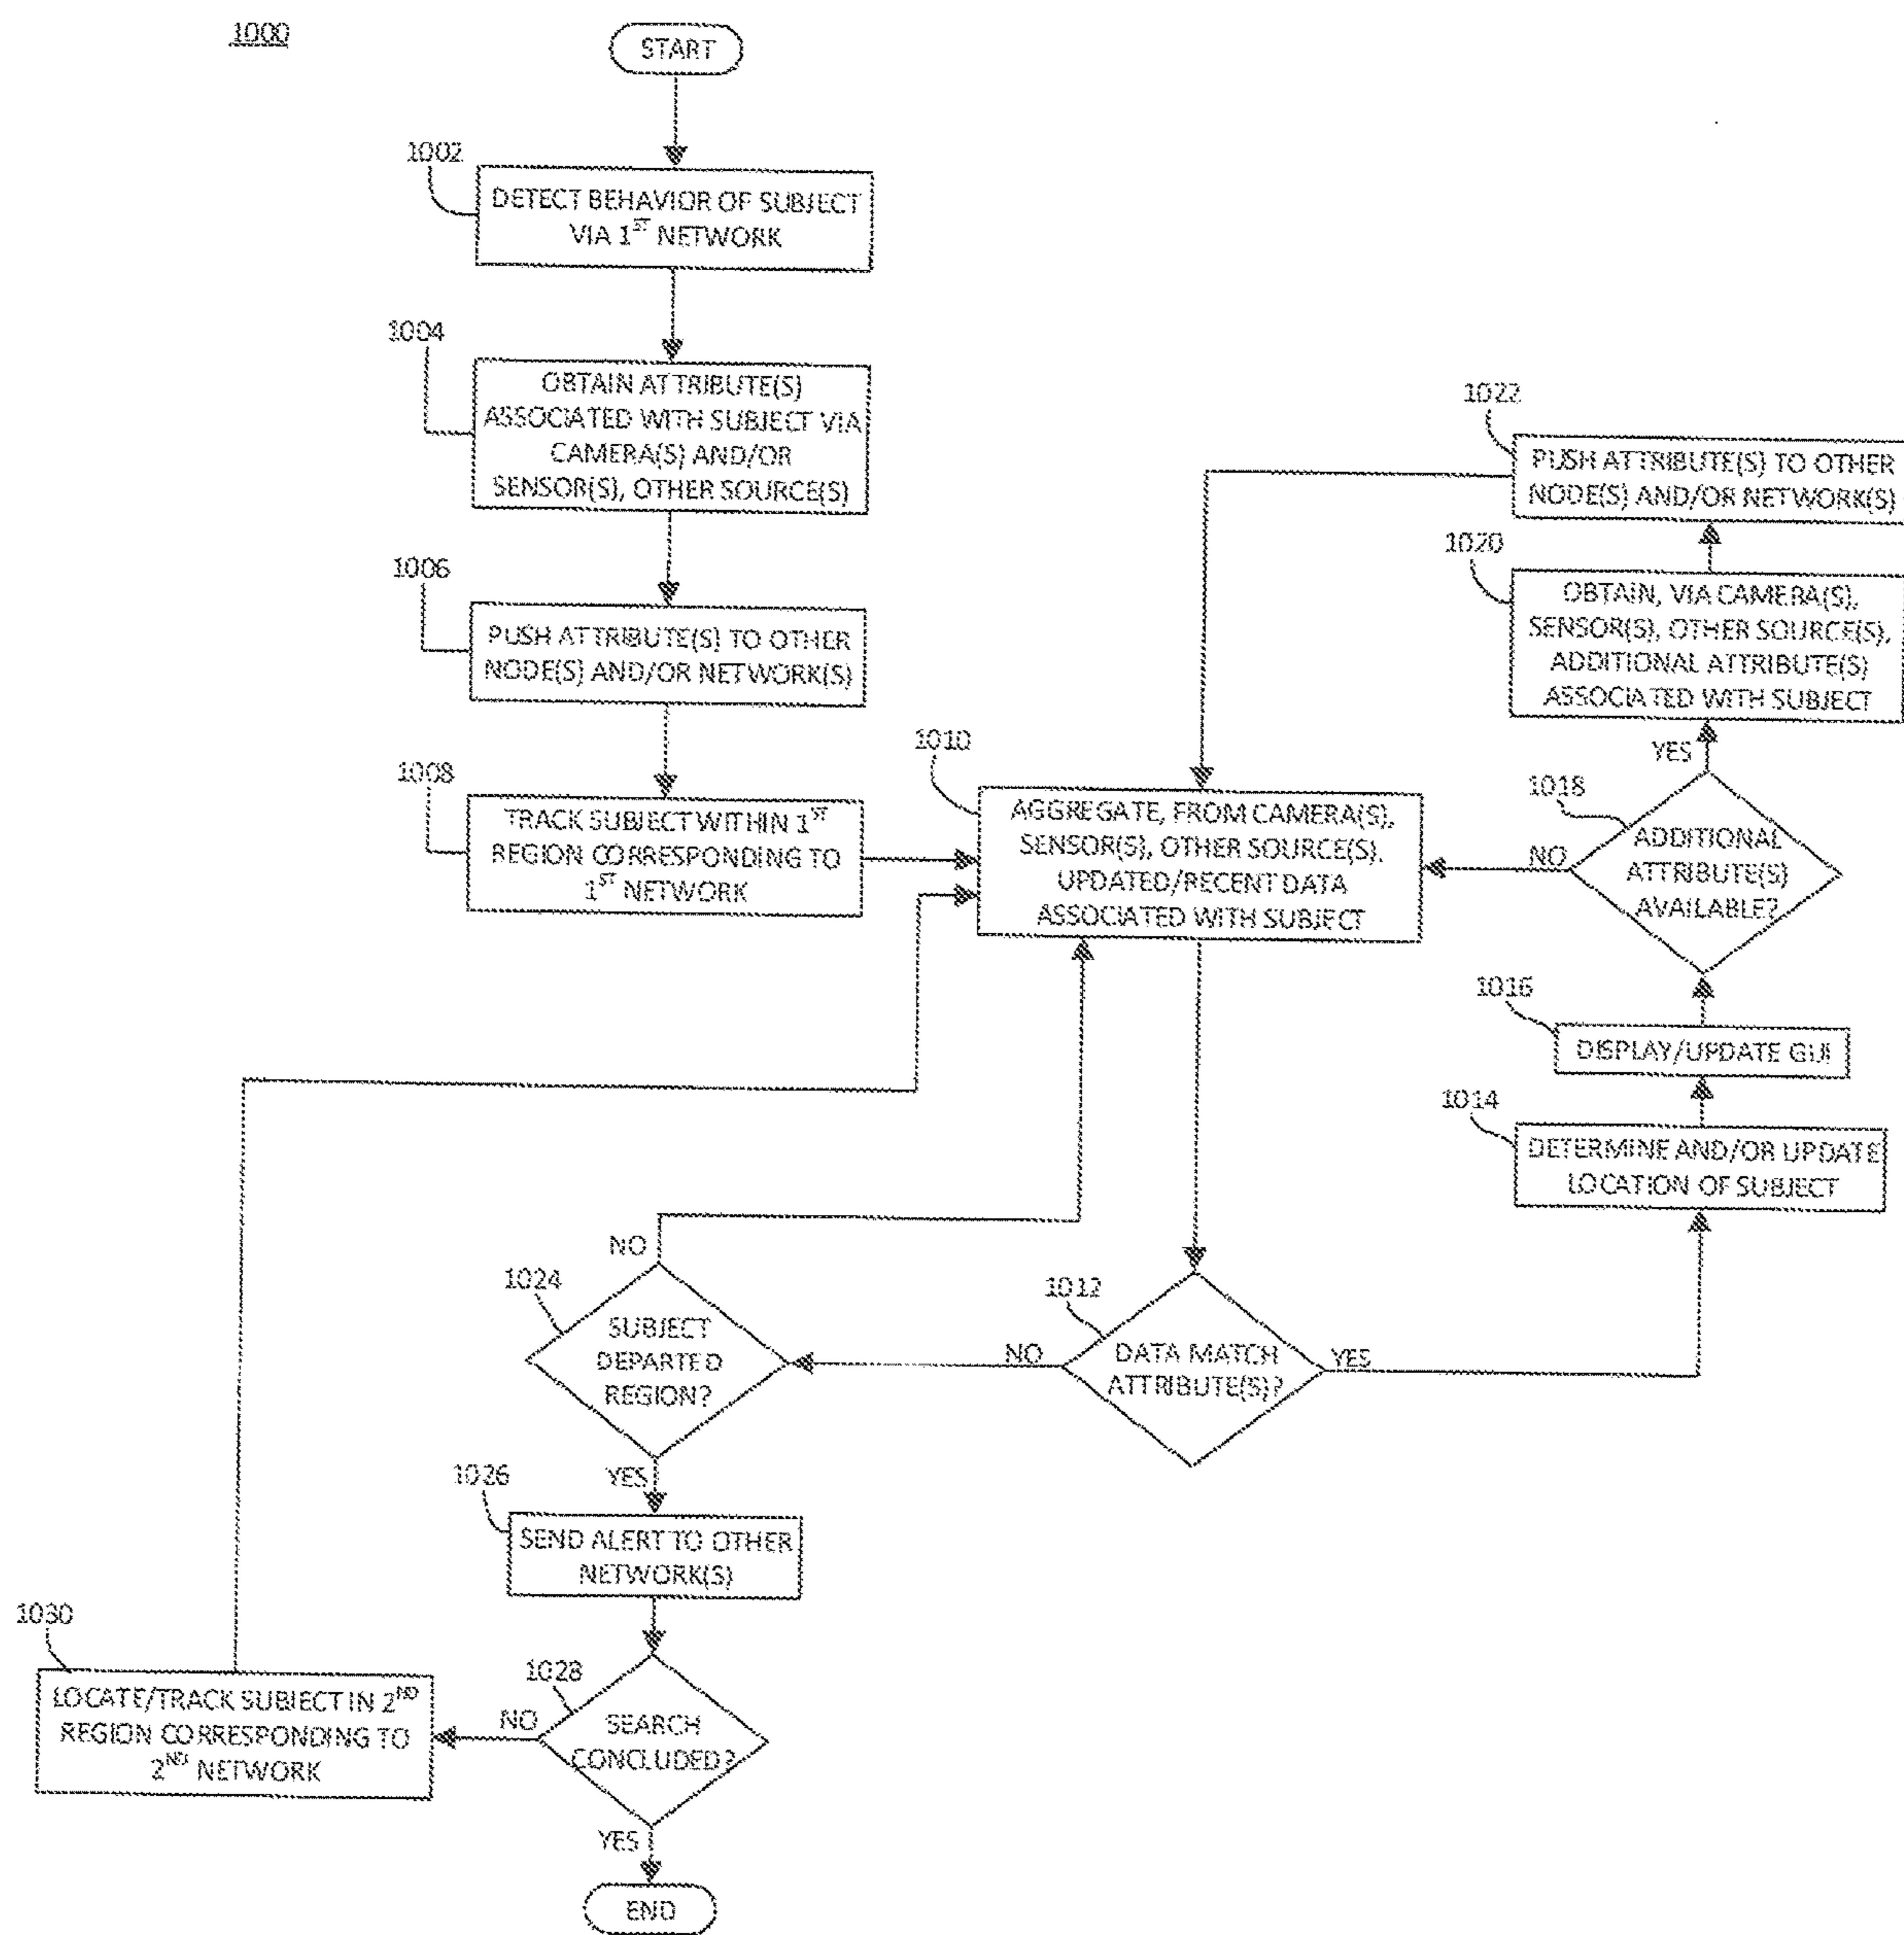 1000
START
1002
DETECT BEHAVIOR OF SUBJECT
VIA 1ST NETWORK
1004
OBTAIN ATTRIBUTE(S)
ASSOCIATED WITH SUBJECT VIA
CAMERA(S) AND/OR
SENSOR(S), OTHER SOURCE(S)
1006
PUSH ATTRIBUTE(S) TO OTHER
NODE(S) AND/OR NETWORK(S)
1008
TRACK SUBJECT WITHIN 1ST
REGION CORRESPONDING TO
1ST NETWORK
1010
AGGREGATE, FROM CAMERA(S),
SENSOR(S), OTHER SOURCE(S),
UPDATED/RECENT DATA
ASSOCIATED WITH SUBJECT
1022
PUSH ATTRIBUTE(S) TO OTHER
NODE(S) AND/OR NETWORK(S)
1020
OBTAIN, VIA CAMERA(S),
SENSOR(S), OTHER SOURCE(S),
ADDITIONAL ATTRIBUTE(S)
ASSOCIATED WITH SUBJECT
YES
1018
ADDITIONAL
ATTRIBUTE(S)
AVAILABLE?
NO
1016
DISPLAY/UPDATE GUI
1014
DETERMINE AND/OR UPDATE
LOCATION OF SUBJECT
1012
DATA MATCH
ATTRIBUTE(S)?
YES
NO
1024
SUBJECT
DEPARTED
REGION?
NO
YES
1026
SEND ALERT TO OTHER
NETWORK(S)
1028
SEARCH
CONCLUDED?
NO
1030
LOCATE/TRACK SUBJECT IN 2ND
REGION CORRESPONDING TO
2ND NETWORK
YES
END